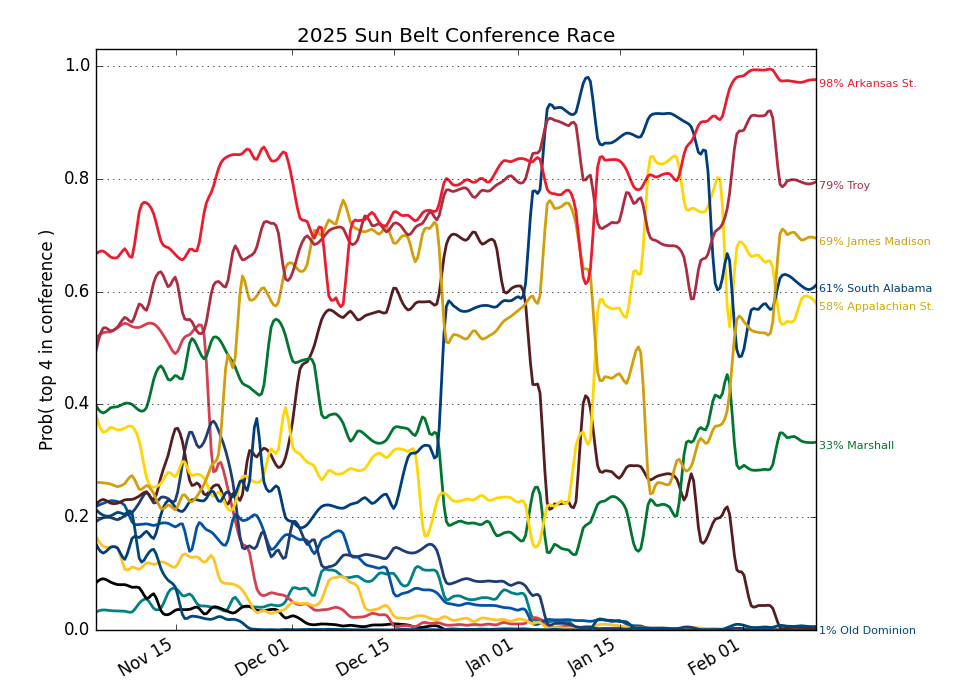 2025 Sun Belt Conference Race
Prob( top 4 in conference )
1.0
0.8
0.6
0.4
0.2
0.0
Nov 15
Dec 01
Dec 15
Jan 01
Jan 15
Feb 01
98% Arkansas St.
79% Troy
69% James Madison
61% South Alabama
58% Appalachian St.
33% Marshall
1% Old Dominion